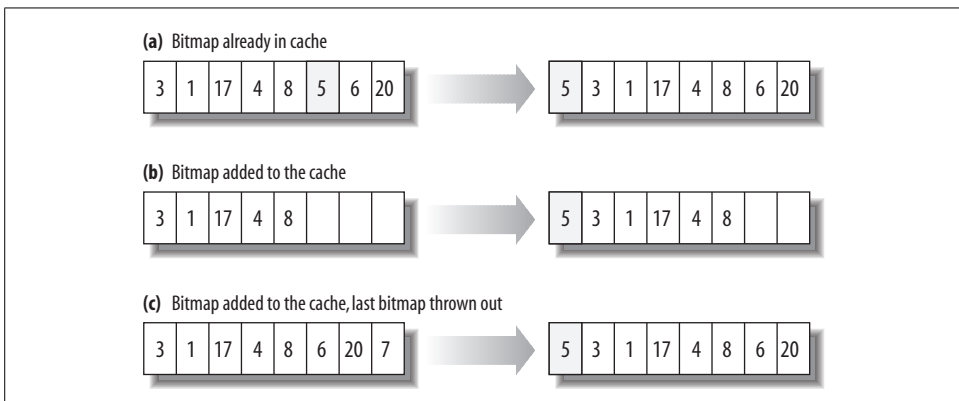 (a) Bitmap already in cache
3 1 17 4 8 5 6 20 5 3 1 17 4 8 6 20
(b) Bitmap added to the cache
3 1 17 4 8 5 3 1 17 4 8
(c) Bitmap added to the cache, last bitmap thrown out
3 1 17 4 8 6 20 7 5 3 1 17 4 8 6 20